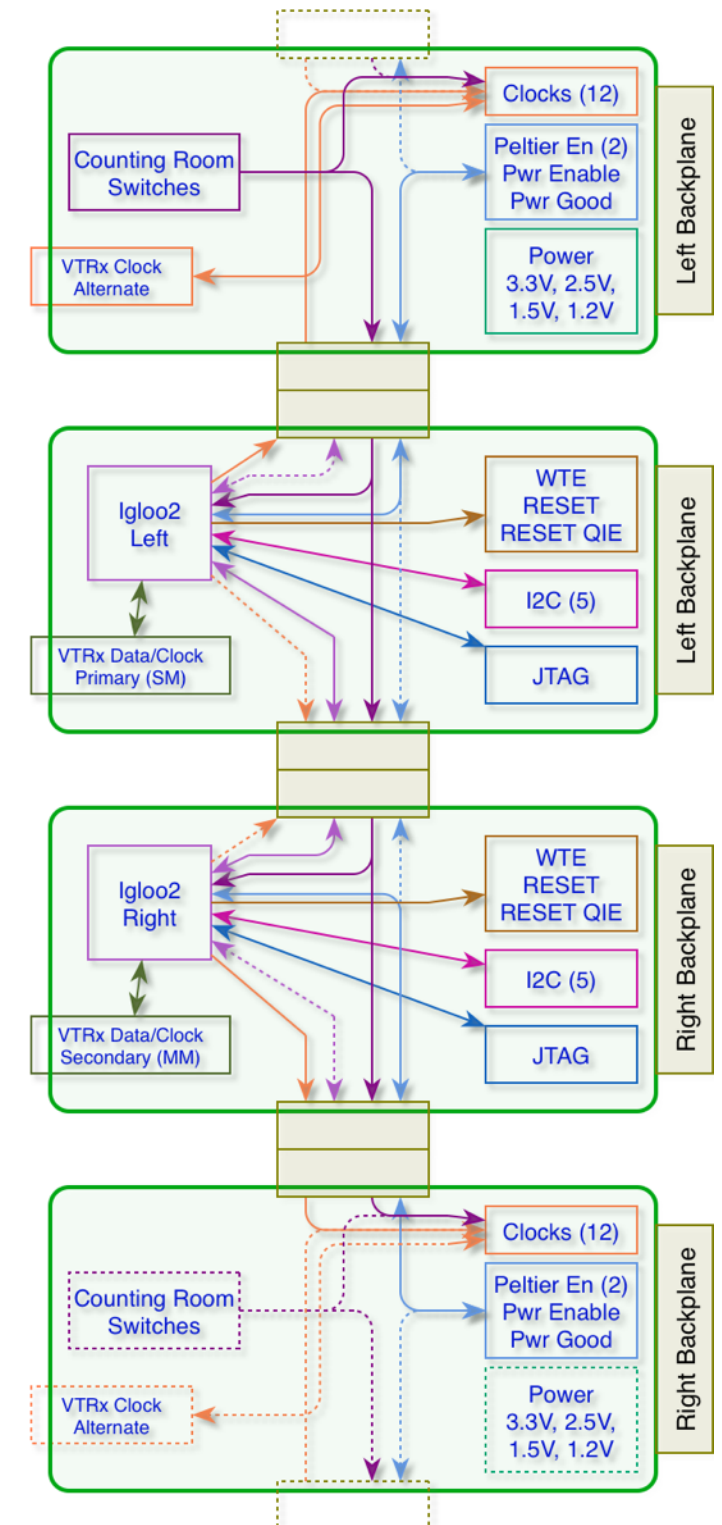 Clocks (12)
Counting Room
Switches
Peltier En (2)
Pwr Enable
Pwr Good
VTRx Clock
Alternate
Power
3.3V, 2.5V,
1.5V, 1.2V
Left Backplane
Igloo2
Left
WTE
RESET
RESET QIE
I2C (5)
VTRx Data/Clock
Primary (SM)
JTAG
Left Backplane
Igloo2
Right
WTE
RESET
RESET QIE
I2C (5)
VTRx Data/Clock
Secondary (MM)
JTAG
Right Backplane
Clocks (12)
Counting Room
Switches
Peltier En (2)
Pwr Enable
Pwr Good
VTRx Clock
Alternate
Power
3.3V, 2.5V,
1.5V, 1.2V
Right Backplane